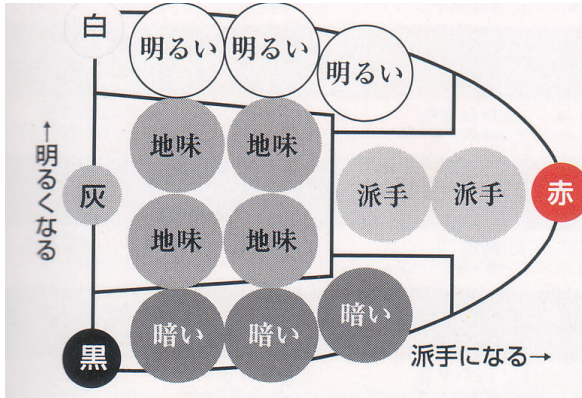 白
明るい
明るい
明るい
←明るくなる
地味
地味
灰
派手
派手
赤
地味
地味
黒
暗い
暗い
暗い
派手になる→